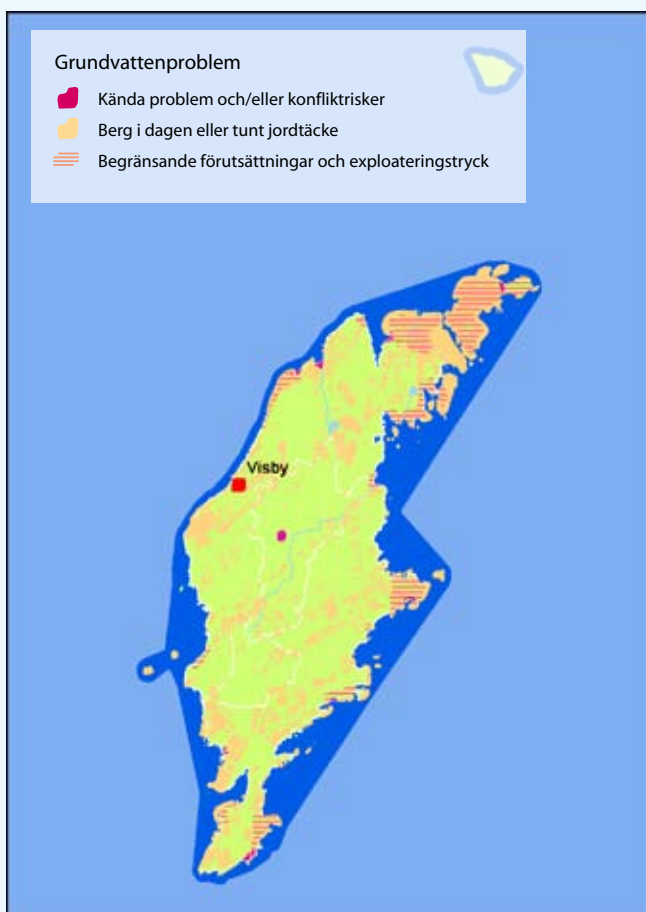 Grundvattenproblem
Kända problem och/eller konfliktrisker
Berg i dagen eller tunt jordtäcke
Begränsande förutsättningar och exploateringstryck
Visby